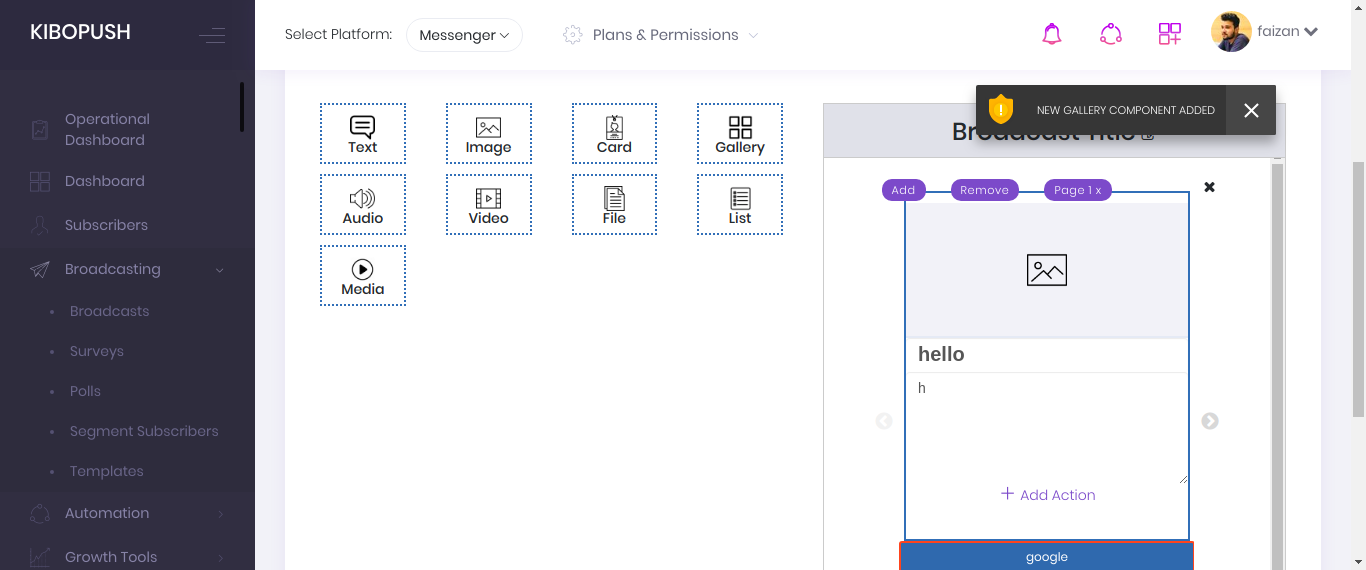 KIBOPUSH
Select Platform:
Messenger
Plans & Permissions
faizan
Operational
Dashboard
Dashboard
Subscribers
Broadcasting
Broadcasts
Surveys
Polls
Segment Subscribers
Templates
Automation
Growth Tools
Text
Image
Card
Gallery
Audio
Video
File
List
Media
NEW GALLERY COMPONENT ADDED
Broadcast Title
Add
Remove
Page 1 x
hello
h
+ Add Action
google